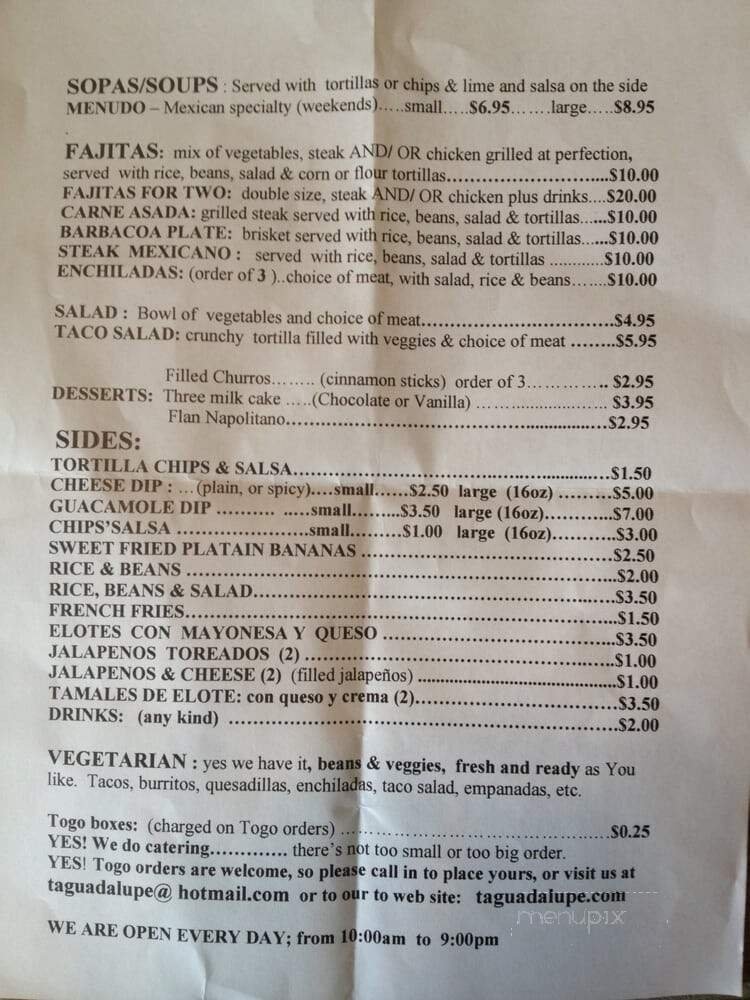 SOPAS/SOUPS : Served with tortillas or chips & lime and salsa on the side
MENUDO – Mexican specialty (weekends).....small.....$6.95.......large.....$8.95
FAJITAS: mix of vegetables, steak AND/ OR chicken grilled at perfection,
served with rice, beans, salad & corn or flour tortillas..............................$10.00
FAJITAS FOR TWO: double size, steak AND/ OR chicken plus drinks....$20.00
CARNE ASADA: grilled steak served with rice, beans, salad & tortillas......$10.00
BARBACOA PLATE: brisket served with rice, beans, salad & tortillas......$10.00
STEAK MEXICANO : served with rice, beans, salad & tortillas ............$10.00
ENCHILADAS: (order of 3 )..choice of meat, with salad, rice & beans.......$10.00
SALAD : Bowl of vegetables and choice of meat.................................$4.95
TACO SALAD: crunchy tortilla filled with veggies & choice of meat ........$5.95
Filled Churros........ (cinnamon sticks) order of 3.............. $2.95
DESSERTS: Three milk cake .....(Chocolate or Vanilla) ........................ $3.95
Flan Napolitano.......................................................$2.95
SIDES:
TORTILLA CHIPS & SALSA.......................................................$1.50
CHEESE DIP : ...(plain, or spicy)....small......$2.50 large (16oz) .........$5.00
GUACAMOLE DIP .......... .....small........$3.50 large (16oz)...........$7.00
CHIPS'SALSA .......................small.........$1.00 large (16oz)...........$3.00
SWEET FRIED PLATAIN BANANAS .............................................$2.50
RICE & BEANS .........................................................................$2.00
RICE, BEANS & SALAD..............................................................$3.50
FRENCH FRIES.........................................................................$1.50
ELOTES CON MAYONESA Y QUESO .........................................$3.50
JALAPENOS TOREADOS (2) ......................................................$1.00
JALAPENOS & CHEESE (2) (filled jalapeños) ..............................................$1.00
TAMALES DE ELOTE: con queso y crema (2)...................................$3.50
DRINKS: (any kind) ..................................................................$2.00
VEGETARIAN : yes we have it, beans & veggies, fresh and ready as You
like. Tacos, burritos, quesadillas, enchiladas, taco salad, empanadas, etc.
Togo boxes: (charged on Togo orders) ..............................................$0.25
YES! We do catering............. there's not too small or too big order.
YES! Togo orders are welcome, so please call in to place yours, or visit us at
taguadalupe@ hotmail.com or to our to web site: taguadalupe.com
menupix
WE ARE OPEN EVERY DAY; from 10:00am to 9:00pm